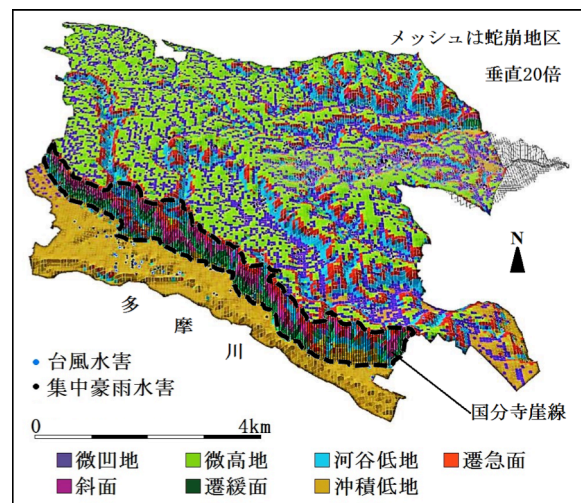 メッシュは蛇崩地区
垂直20倍
N
多
摩
川
台風水害
集中豪雨水害
国分寺崖線
0 4km
微凹地 微高地 河谷低地 遷急面
斜面 遷緩面 沖積低地